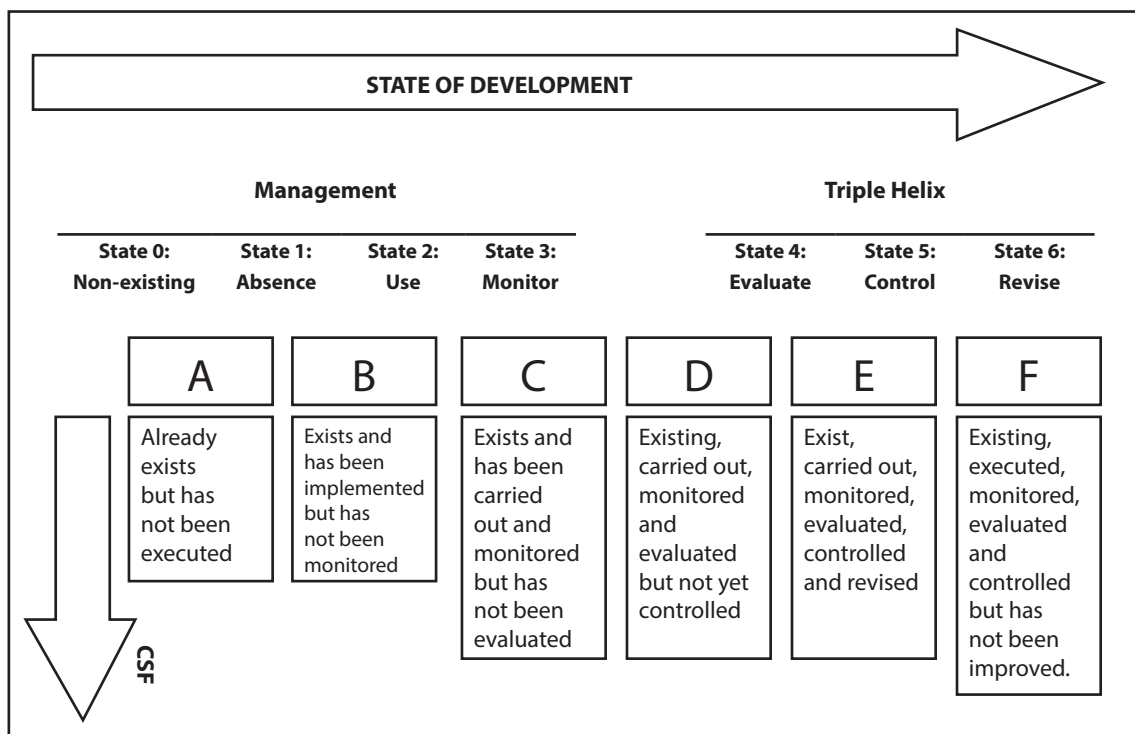 STATE OF DEVELOPMENT
Management
Triple Helix
State 0:
Non-existing
State 1:
Absence
State 2:
Use
State 3:
Monitor
State 4:
Evaluate
State 5:
Control
State 6:
Revise
A
B
C
D
E
F
Already
exists
but has
not been
executed
Exists and
has been
implemented
but has
not been
monitored
Exists and
has been
carried
out and
monitored
but has
not been
evaluated
Existing,
carried out,
monitored
and
evaluated
but not yet
controlled
Exist,
carried out,
monitored,
evaluated,
controlled
and revised
Existing,
executed,
monitored,
evaluated
and
controlled
but has
not been
improved.
CSF